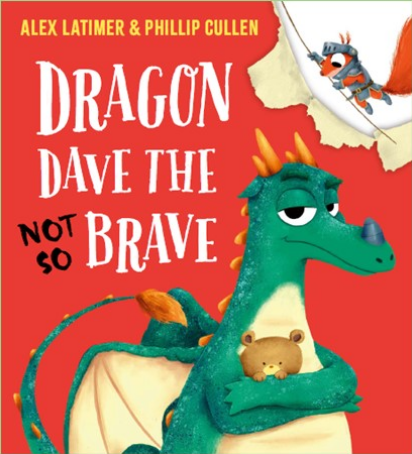 ALEX LATIMER & PHILLIP CULLEN
DRAGON
DAVE THE
NOT SO BRAVE